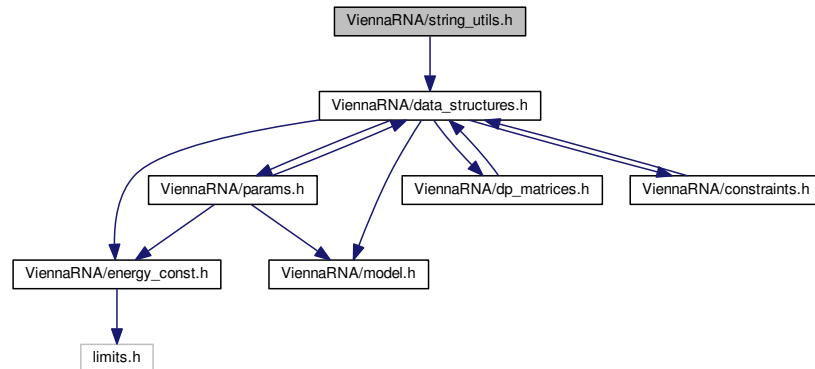 ViennaRNA/string_utils.h
ViennaRNA/data_structures.h
ViennaRNA/params.h
ViennaRNA/dp_matrices.h
ViennaRNA/constraints.h
ViennaRNA/energy_const.h
ViennaRNA/model.h
limits.h